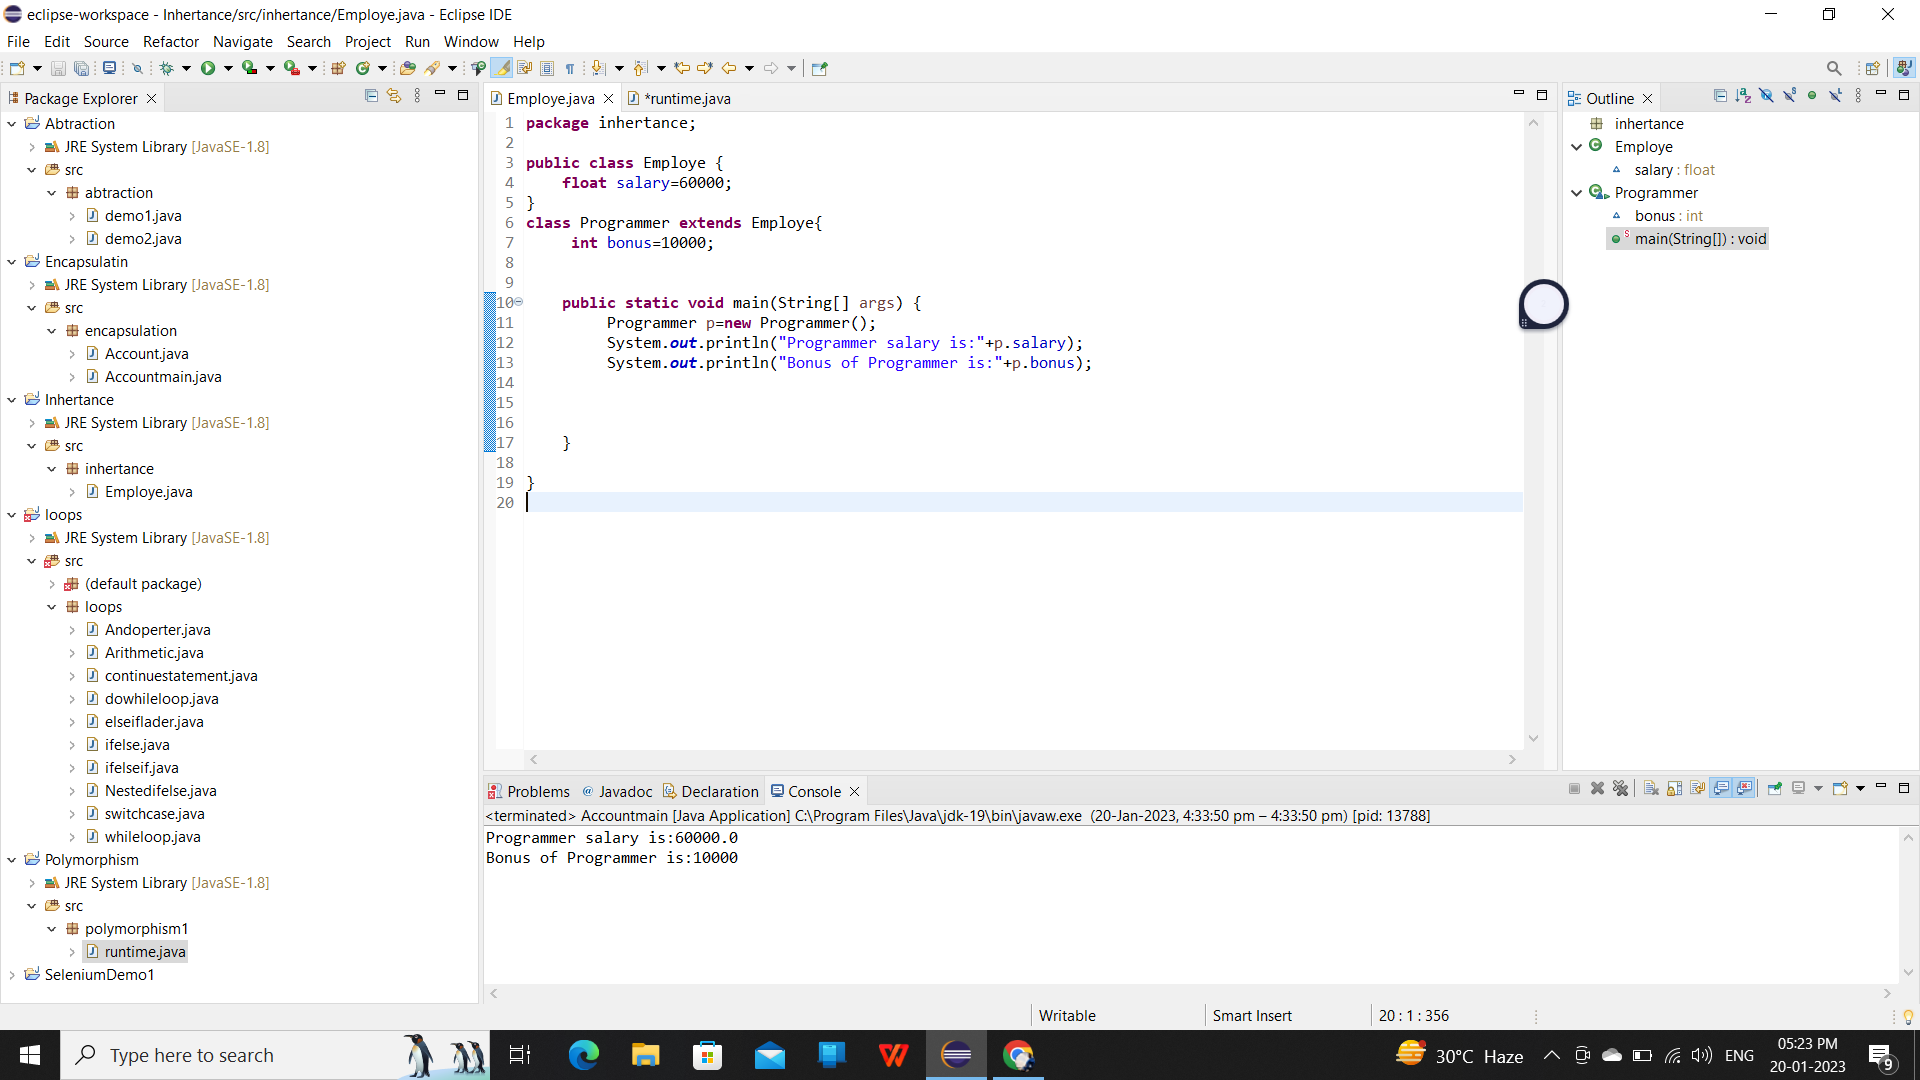 eclipse-workspace - Inhertance/src/inhertance/Employe.java - Eclipse IDE
File Edit Source Refactor Navigate Search Project Run Window Help
Package Explorer
Abtraction
JRE System Library [JavaSE-1.8]
src
abtraction
demo1.java
demo2.java
Encapsulatin
JRE System Library [JavaSE-1.8]
src
encapsulation
Account.java
Accountmain.java
Inhertance
JRE System Library [JavaSE-1.8]
src
inhertance
Employe.java
loops
JRE System Library [JavaSE-1.8]
src
(default package)
loops
Andoperter.java
Arithmetic.java
continuestatement.java
dowhileloop.java
elseiflader.java
ifelse.java
ifelseif.java
Nestedifelse.java
switchcase.java
whileloop.java
Polymorphism
JRE System Library [JavaSE-1.8]
src
polymorphism1
runtime.java
SeleniumDemo1
Employe.java *runtime.java
1 package inhertance;
2
3 public class Employe {
4 float salary=60000;
5 }
6 class Programmer extends Employe{
7 int bonus=10000;
8
9
10 public static void main(String[] args) {
11 Programmer p=new Programmer();
12 System.out.println("Programmer salary is:"+p.salary);
13 System.out.println("Bonus of Programmer is:"+p.bonus);
14
15
16
17 }
18
19 }
20
Outline
inhertance
Employe
salary : float
Programmer
bonus : int
main(String[]) : void
Problems Javadoc Declaration Console
<terminated> Accountmain [Java Application] C:\Program Files\Java\jdk-19\bin\javaw.exe (20-Jan-2023, 4:33:50 pm – 4:33:50 pm) [pid: 13788]
Programmer salary is:60000.0
Bonus of Programmer is:10000
Writable Smart Insert 20 : 1 : 356
Type here to search
30°C Haze ENG
05:23 PM
20-01-2023
9